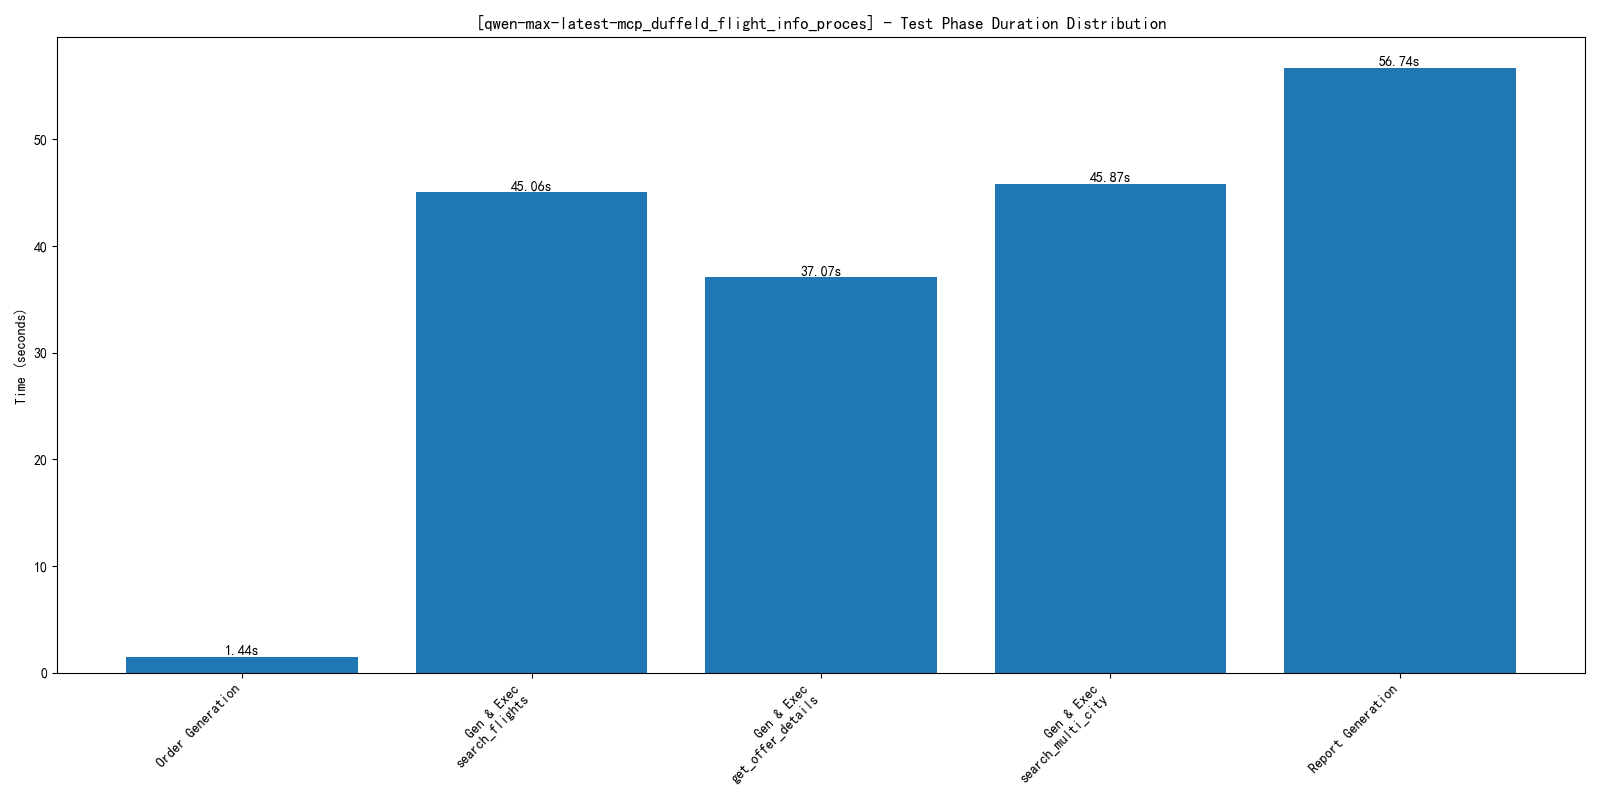 [qwen-max-latest-mcp_duffeld_flight_info_proces] - Test Phase Duration Distribution
56.74s
45.06s
45.87s
37.07s
1.44s
Time (seconds)
50
40
30
20
10
0
Order Generation
Gen & Exec
search_flights
Gen & Exec
get_offer_details
Gen & Exec
search_multi_city
Report Generation